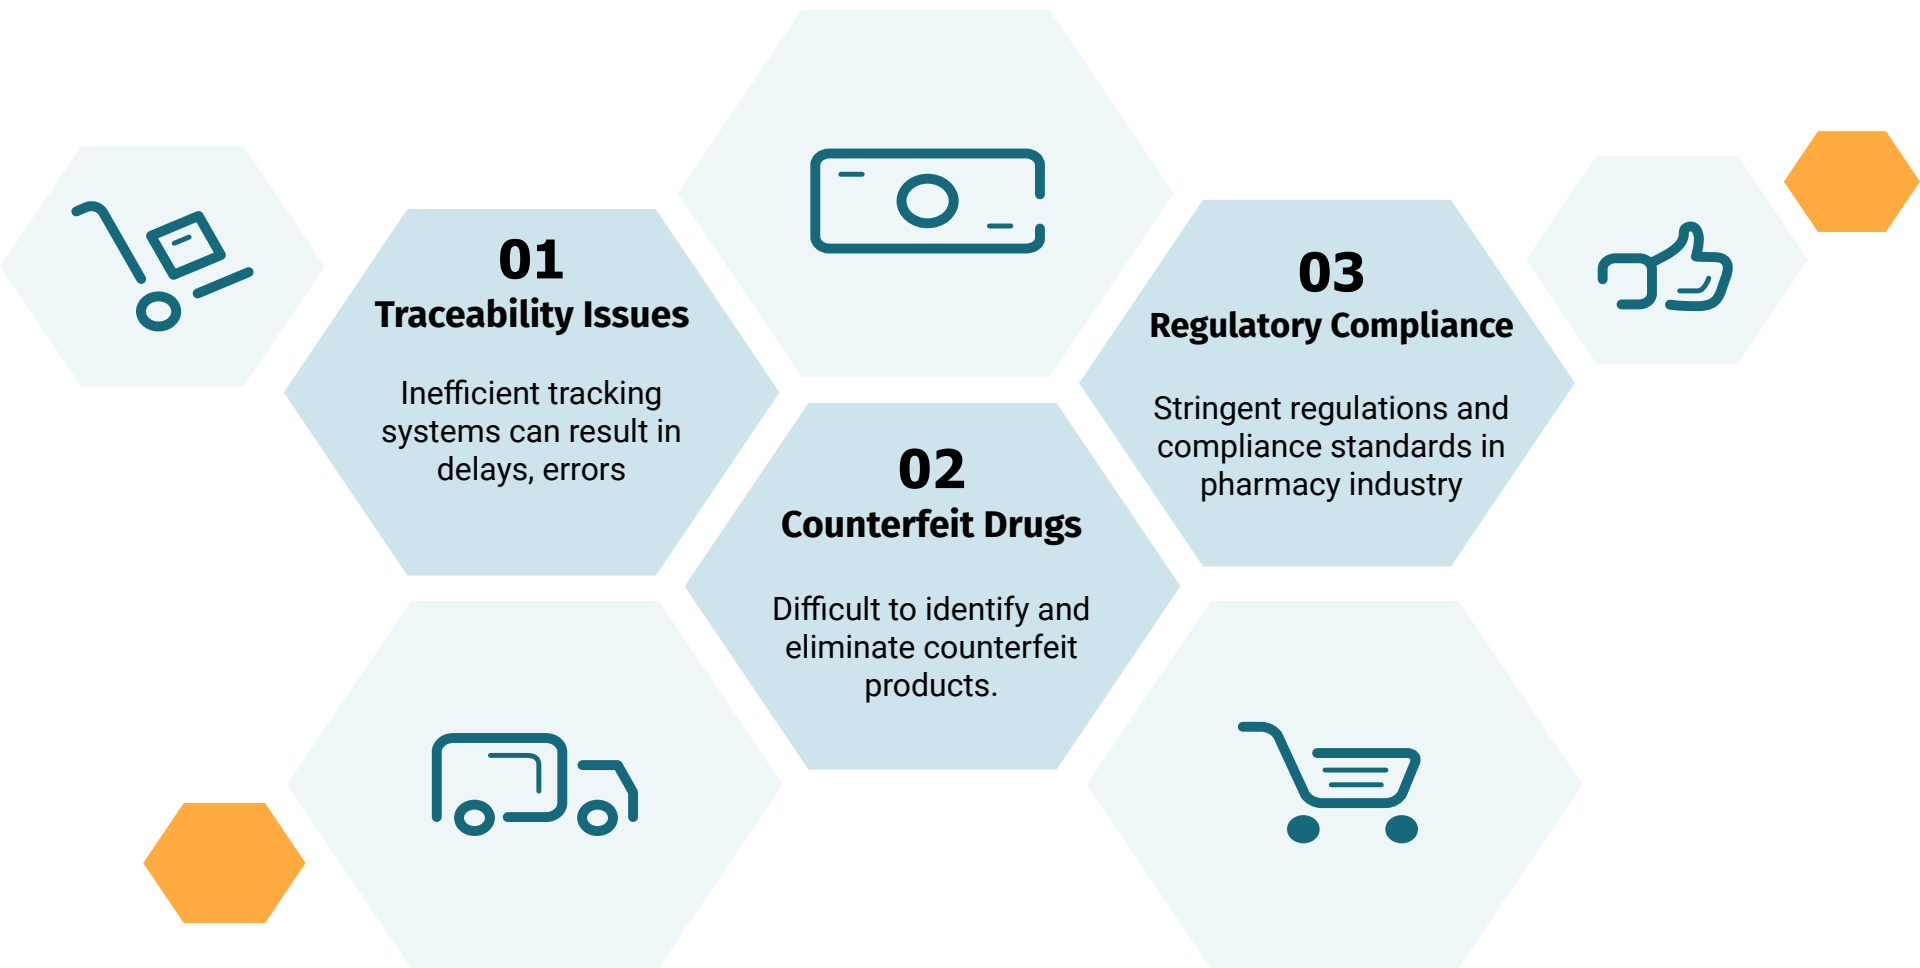 01
Traceability Issues
Inefficient tracking
systems can result in
delays, errors
02
Counterfeit Drugs
Difficult to identify and
eliminate counterfeit
products.
03
Regulatory Compliance
Stringent regulations and
compliance standards in
pharmacy industry